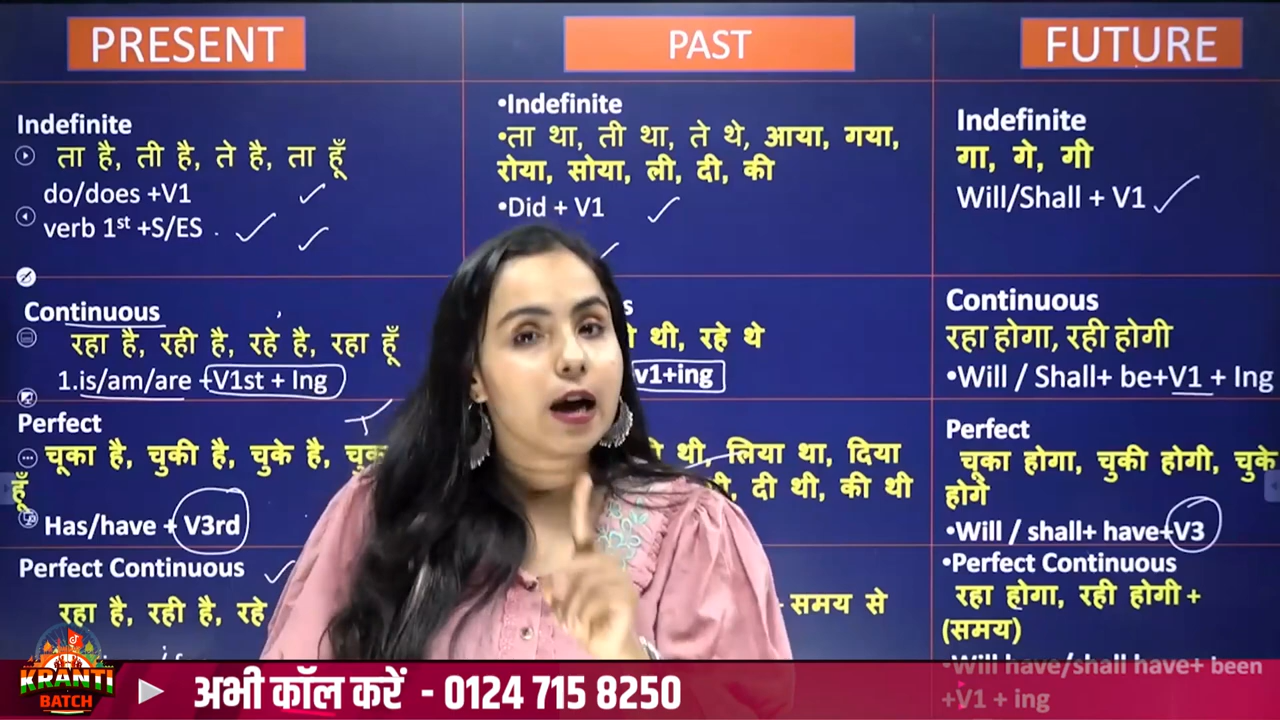 PRESENT
Indefinite
ता है, ती है, ते है, ता हूँ
do/does +V1
verb 1st +S/ES .
Continuous
रहा है, रही है, रहे है, रहा हूँ
1.is/am/are +V1st + Ing
Perfect
चूका है, चुकी है, चुके है,
हूँ
Has/have + V3rd
Perfect Continuous
रहा है, रही है, रहे
PAST
•Indefinite
•ता था, ती था, ते थे, आया, गया,
रोया, सोया, ली, दी, की
•Did + V1
थी, रहे थे
v1+ing
थी, लिया था, दिया
दी थी, की थी
समय से
FUTURE
Indefinite
गा, गे, गी
Will/Shall + V1
Continuous
रहा होगा, रही होगी
•Will / Shall+ be+V1 + Ing
Perfect
चूका होगा, चुकी होगी, चुके
होगें
•Will / shall+ have+V3
•Perfect Continuous
रहा होगा, रही होगी +
(समय)
•Will have/shall have+ been
+V1 + ing
KRANTI
BATCH
अभी कॉल करें - 0124 715 8250